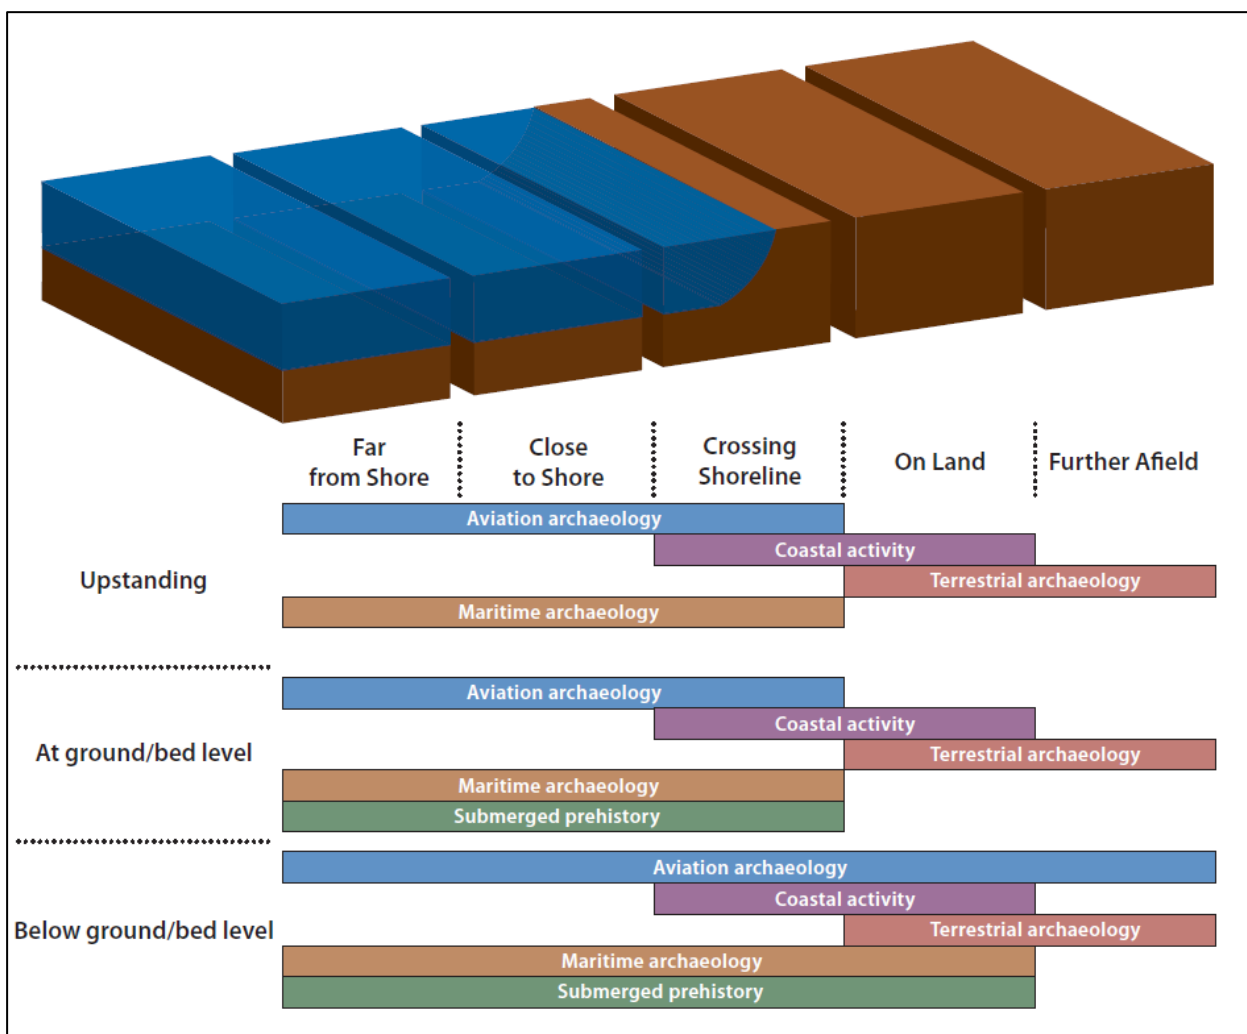 Far
from Shore
Close
to Shore
Crossing
Shoreline
On Land
Further Afield
Upstanding
Aviation archaeology
Coastal activity
Terrestrial archaeology
Maritime archaeology
At ground/bed level
Aviation archaeology
Coastal activity
Terrestrial archaeology
Maritime archaeology
Submerged prehistory
Below ground/bed level
Aviation archaeology
Coastal activity
Terrestrial archaeology
Maritime archaeology
Submerged prehistory